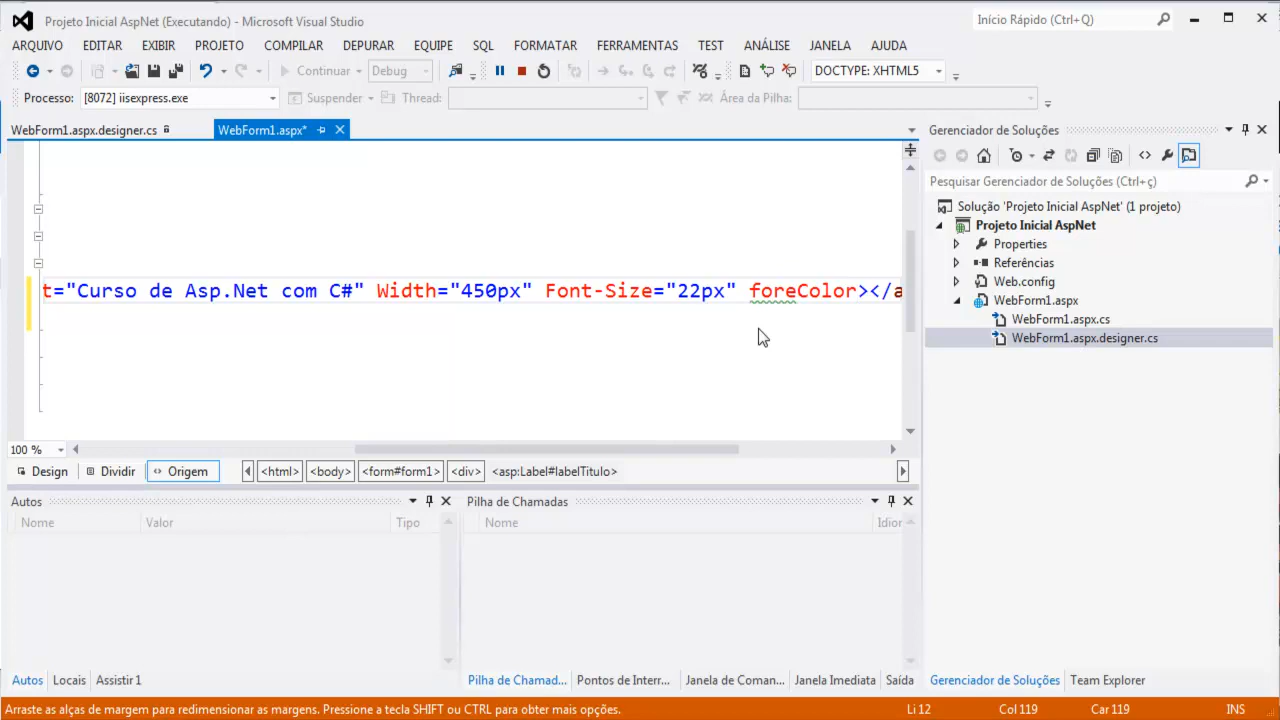 Projeto Inicial AspNet (Executando) - Microsoft Visual Studio
Início Rápido (Ctrl+Q)
ARQUIVO EDITAR EXIBIR PROJETO COMPILAR DEPURAR EQUIPE SQL FORMATAR FERRAMENTAS TEST ANÁLISE JANELA AJUDA
Continuar Debug DOCTYPE: XHTML5
Processo: [8072] iisexpress.exe Suspender Thread: Área da Pilha:
WebForm1.aspx.designer.cs WebForm1.aspx*
Gerenciador de Soluções
Pesquisar Gerenciador de Soluções (Ctrl+ç)
Solução 'Projeto Inicial AspNet' (1 projeto)
Projeto Inicial AspNet
Properties
Referências
Web.config
WebForm1.aspx
WebForm1.aspx.cs
WebForm1.aspx.designer.cs
t="Curso de Asp.Net com C#" Width="450px" Font-Size="22px" foreColor></a
100 %
Design Dividir Origem <html> <body> <form#form1> <div> <asp:Label#labelTitulo>
Autos
Nome Valor Tipo
Pilha de Chamadas
Nome Idior
Autos Locais Assistir 1
Pilha de Chamad... Pontos de Interr... Janela de Coman... Janela Imediata Saída
Gerenciador de Soluções Team Explorer
Arraste as alças de margem para redimensionar as margens. Pressione a tecla SHIFT ou CTRL para obter mais opções. Li 12 Col 119 Car 119 INS